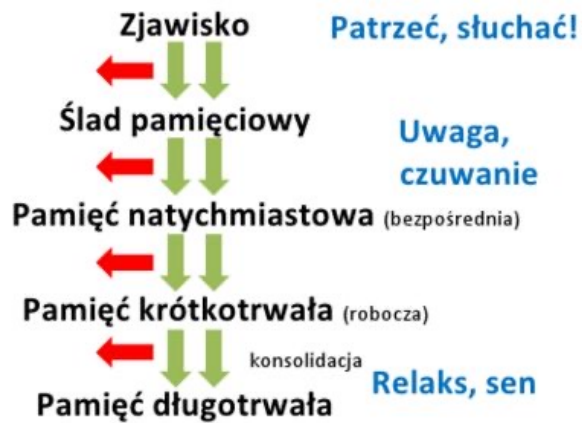 Zjawisko
Patrzeć, słuchać!
Ślad pamięciowy
Uwaga,
czuwanie
Pamięć natychmiastowa (bezpośrednia)
Pamięć krótkotrwała (robocza)
konsolidacja
Relaks, sen
Pamięć długotrwała